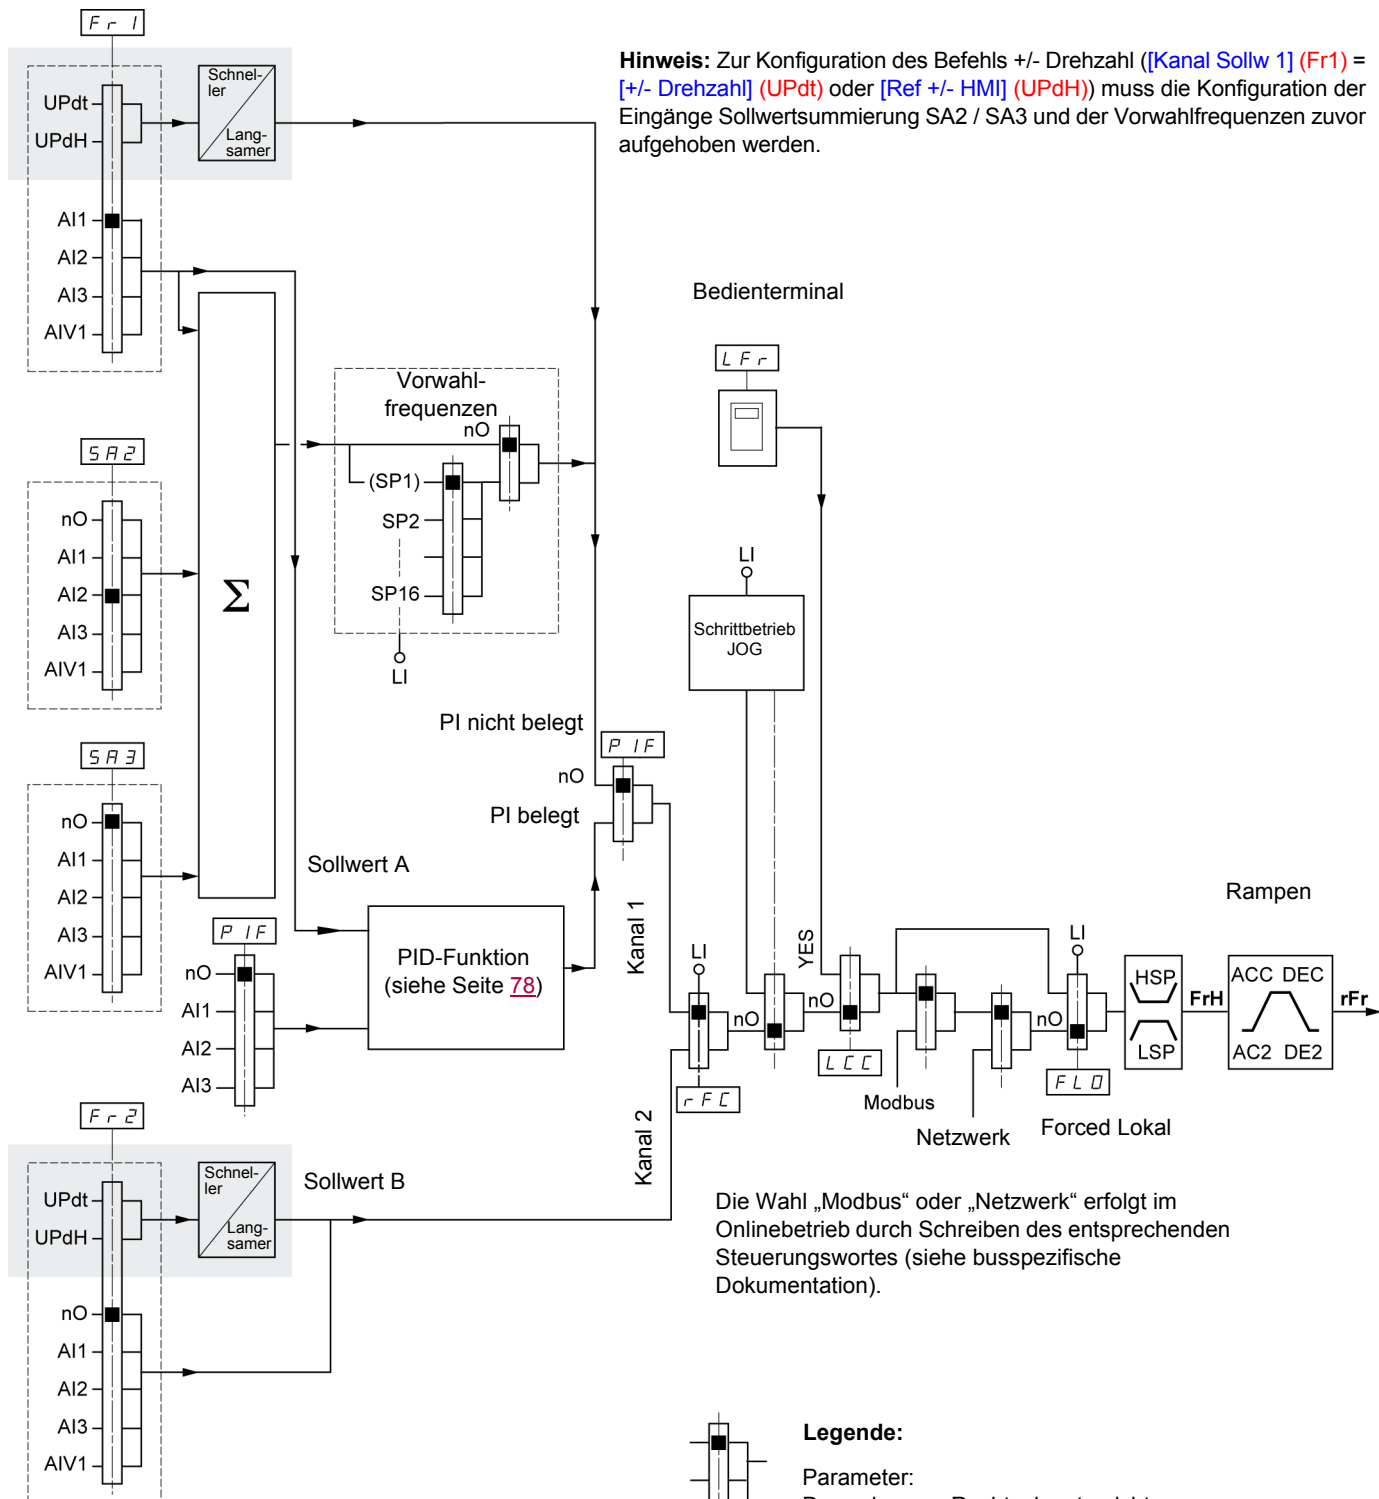 Fr1
Hinweis: Zur Konfiguration des Befehls +/- Drehzahl ([Kanal Sollw 1] (Fr1) =
[+/- Drehzahl] (UPdt) oder [Ref +/- HMI] (UPdH)) muss die Konfiguration der
Eingänge Sollwertsummierung SA2 / SA3 und der Vorwahlfrequenzen zuvor
aufgehoben werden.
UPdt
UPdH
Schnel-
ler
Lang-
samer
AI1
AI2
AI3
AIV1
Bedienterminal
LFr
Vorwahl-
frequenzen
nO
(SP1)
SP2
SP16
LI
SA2
nO
AI1
AI2
AI3
AIV1
Σ
LI
Schrittbetrieb
JOG
PI nicht belegt
PIF
nO
PI belegt
SA3
nO
AI1
AI2
AI3
AIV1
Sollwert A
PIF
nO
AI1
AI2
AI3
PID-Funktion
(siehe Seite 78)
Kanal 1
LI
nO
rFC
Kanal 2
YES
nO
LCC
Modbus
Netzwerk
nO
LI
FLO
Forced Lokal
Rampen
HSP
LSP
FrH
ACC DEC
AC2 DE2
rFr
Fr2
UPdt
UPdH
Schnel-
ler
Lang-
samer
Sollwert B
nO
AI1
AI2
AI3
AIV1
Die Wahl „Modbus“ oder „Netzwerk“ erfolgt im
Onlinebetrieb durch Schreiben des entsprechenden
Steuerungswortes (siehe busspezifische
Dokumentation).
Legende:
Parameter: